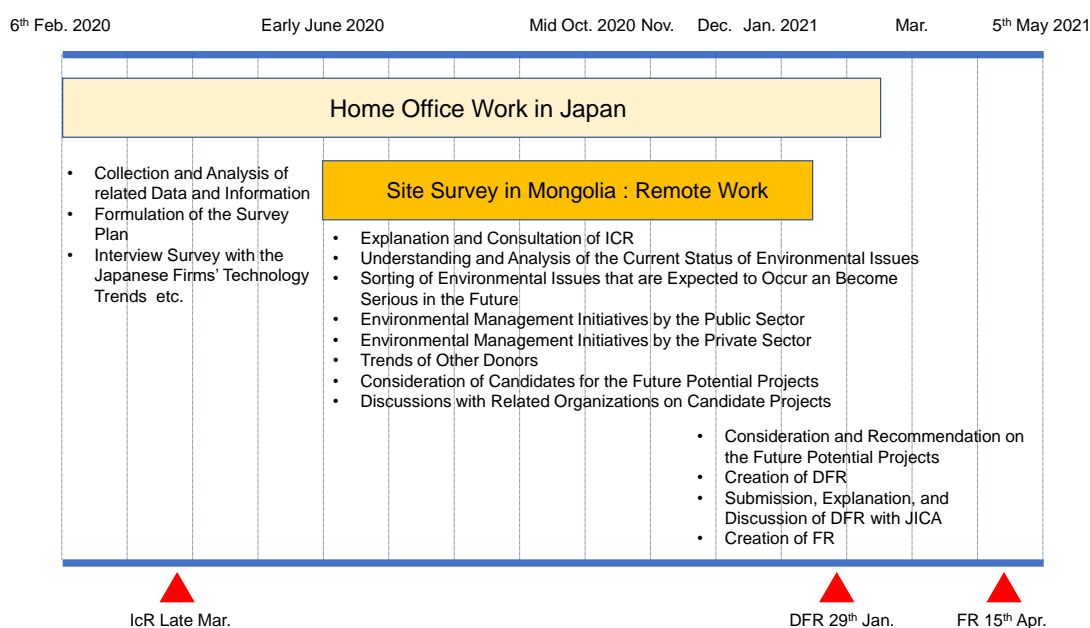 6th Feb. 2020 Early June 2020 Mid Oct. 2020 Nov. Dec. Jan. 2021 Mar. 5th May 2021
Home Office Work in Japan
• Collection and Analysis of
related Data and Information
• Formulation of the Survey
Plan
• Interview Survey with the
Japanese Firms' Technology
Trends etc.
Site Survey in Mongolia : Remote Work
• Explanation and Consultation of ICR
• Understanding and Analysis of the Current Status of Environmental Issues
• Sorting of Environmental Issues that are Expected to Occur an Become
Serious in the Future
• Environmental Management Initiatives by the Public Sector
• Environmental Management Initiatives by the Private Sector
• Trends of Other Donors
• Consideration of Candidates for the Future Potential Projects
• Discussions with Related Organizations on Candidate Projects
• Consideration and Recommendation on
the Future Potential Projects
• Creation of DFR
• Submission, Explanation, and
Discussion of DFR with JICA
• Creation of FR
IcR Late Mar. DFR 29th Jan. FR 15th Apr.